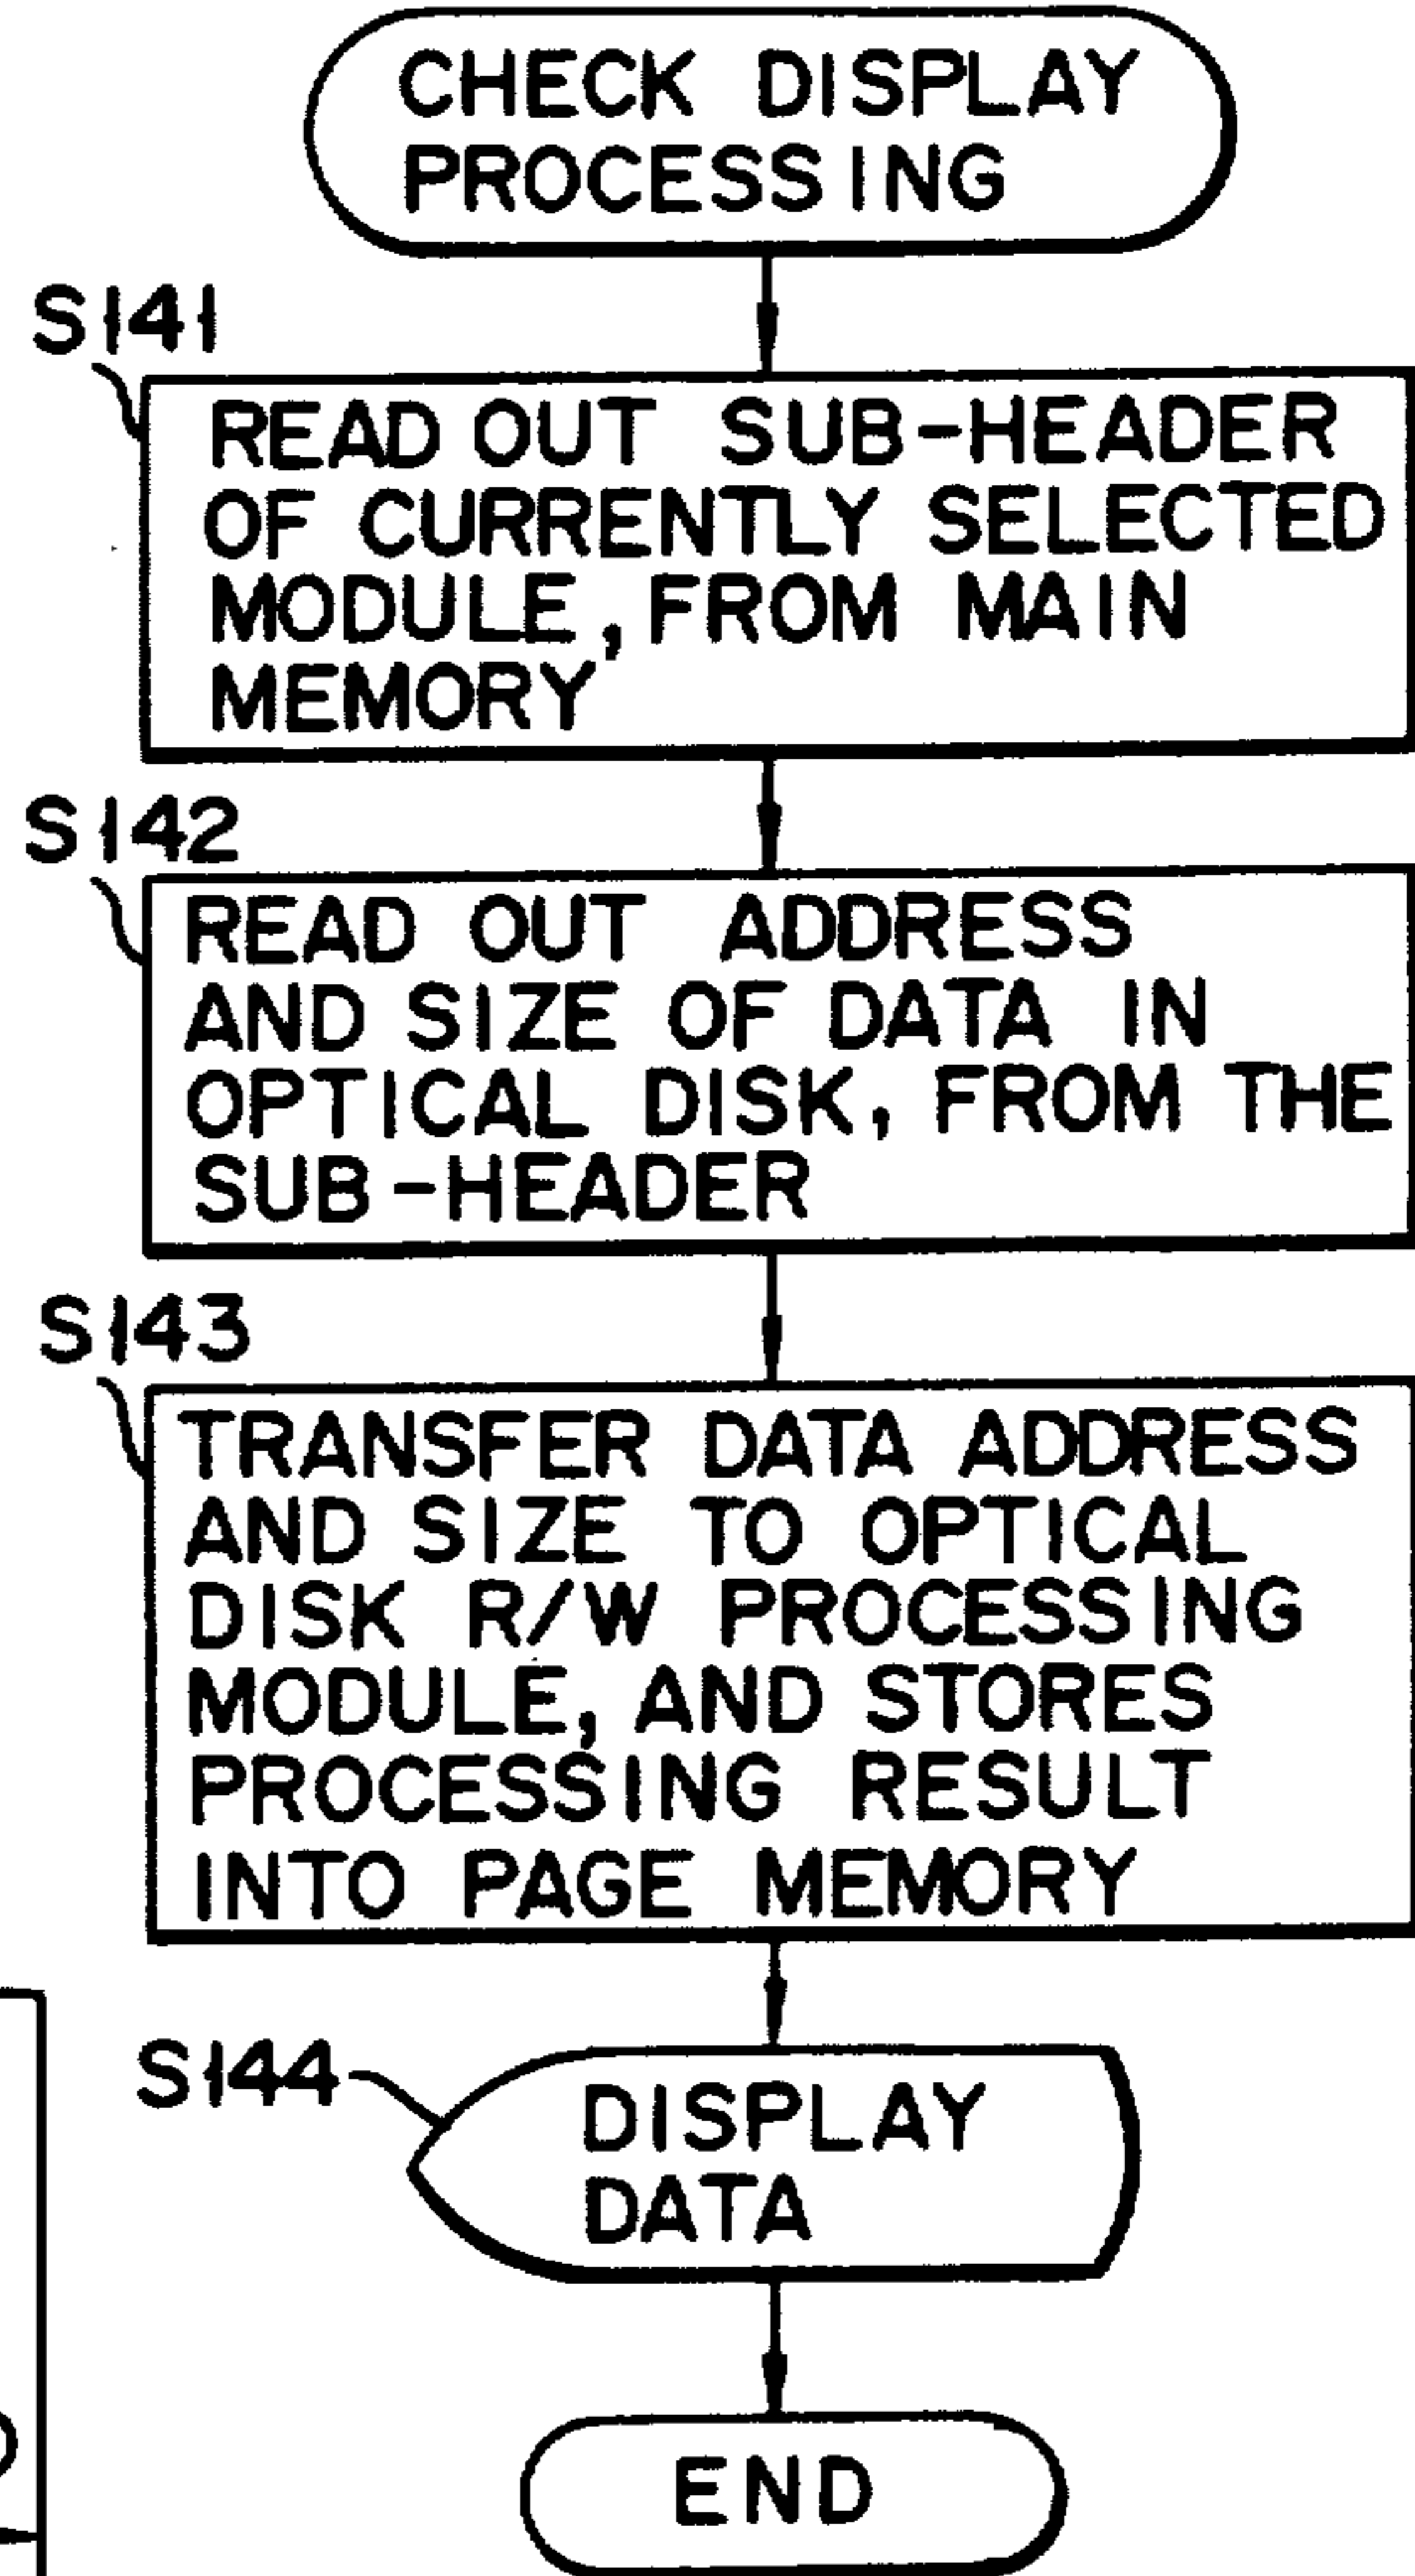 CHECK DISPLAY
PROCESSING
S141
READ OUT SUB-HEADER
OF CURRENTLY SELECTED
MODULE, FROM MAIN
MEMORY
S142
READ OUT ADDRESS
AND SIZE OF DATA IN
OPTICAL DISK, FROM THE
SUB-HEADER
S143
TRANSFER DATA ADDRESS
AND SIZE TO OPTICAL
DISK R/W PROCESSING
MODULE, AND STORES
PROCESSING RESULT
INTO PAGE MEMORY
S144
DISPLAY
DATA
END